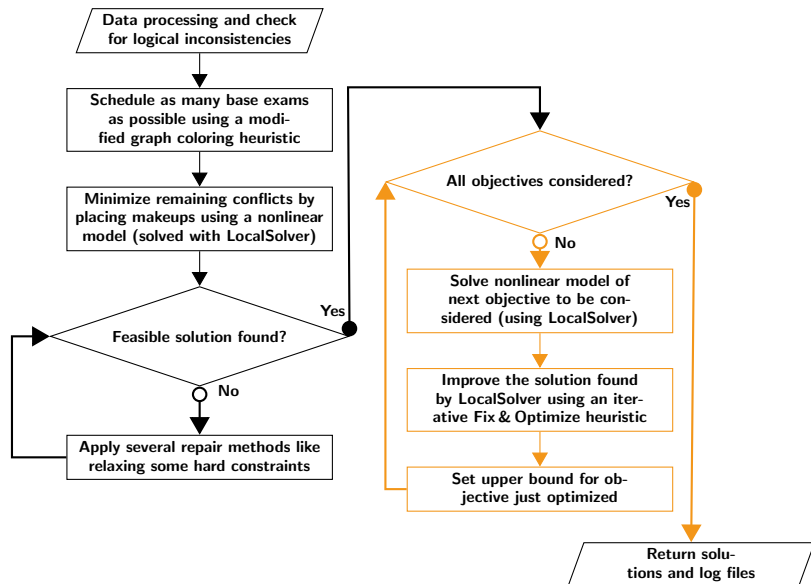 Data processing and check
for logical inconsistencies
Schedule as many base exams
as possible using a modi-
fied graph coloring heuristic
Minimize remaining conflicts by
placing makeups using a nonlinear
model (solved with LocalSolver)
Feasible solution found?
Yes
No
Apply several repair methods like
relaxing some hard constraints
All objectives considered?
Yes
No
Solve nonlinear model of
next objective to be con-
sidered (using LocalSolver)
Improve the solution found
by LocalSolver using an iter-
ative Fix & Optimize heuristic
Set upper bound for ob-
jective just optimized
Return solu-
tions and log files